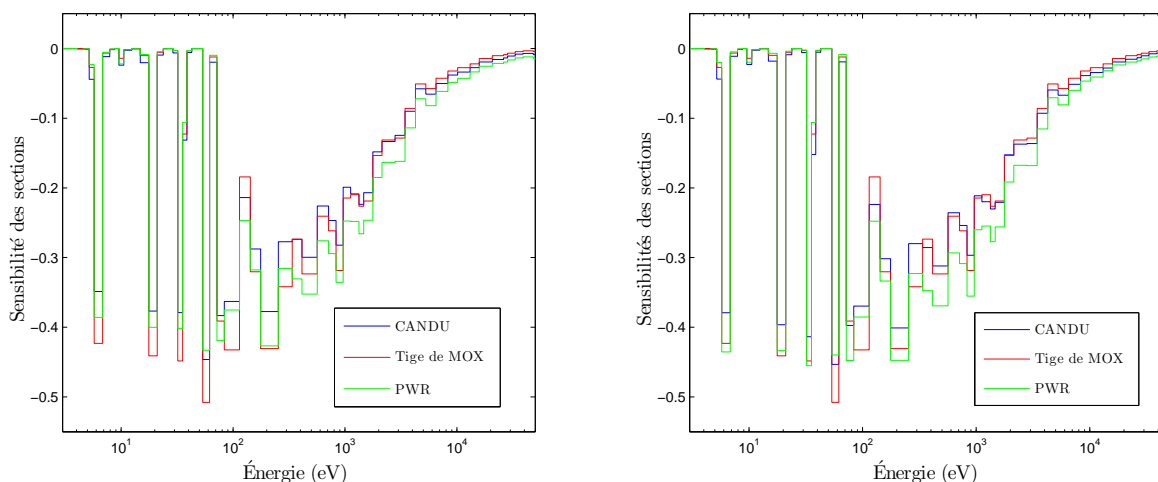 0
−0.1
−0.2
−0.3
−0.4
−0.5
Sensibilité des sections
10¹
10²
10³
10⁴
Énergie (eV)
CANDU
Tige de MOX
PWR
0
−0.1
−0.2
−0.3
−0.4
−0.5
Sensibilités des sections
10¹
10²
10³
10⁴
Énergie (eV)
CANDU
Tige de MOX
PWR